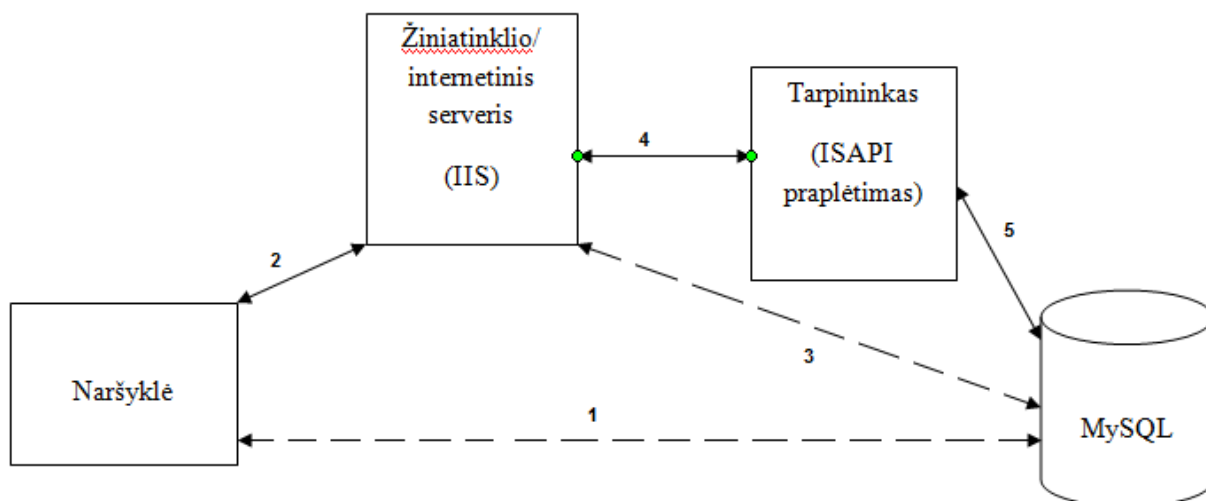 Žiniatinklio/
internetinis
serveris
(IIS)
Tarpininkas
(ISAPI
praplėtimas)
4
5
2
3
Naršyklė
1
MySQL